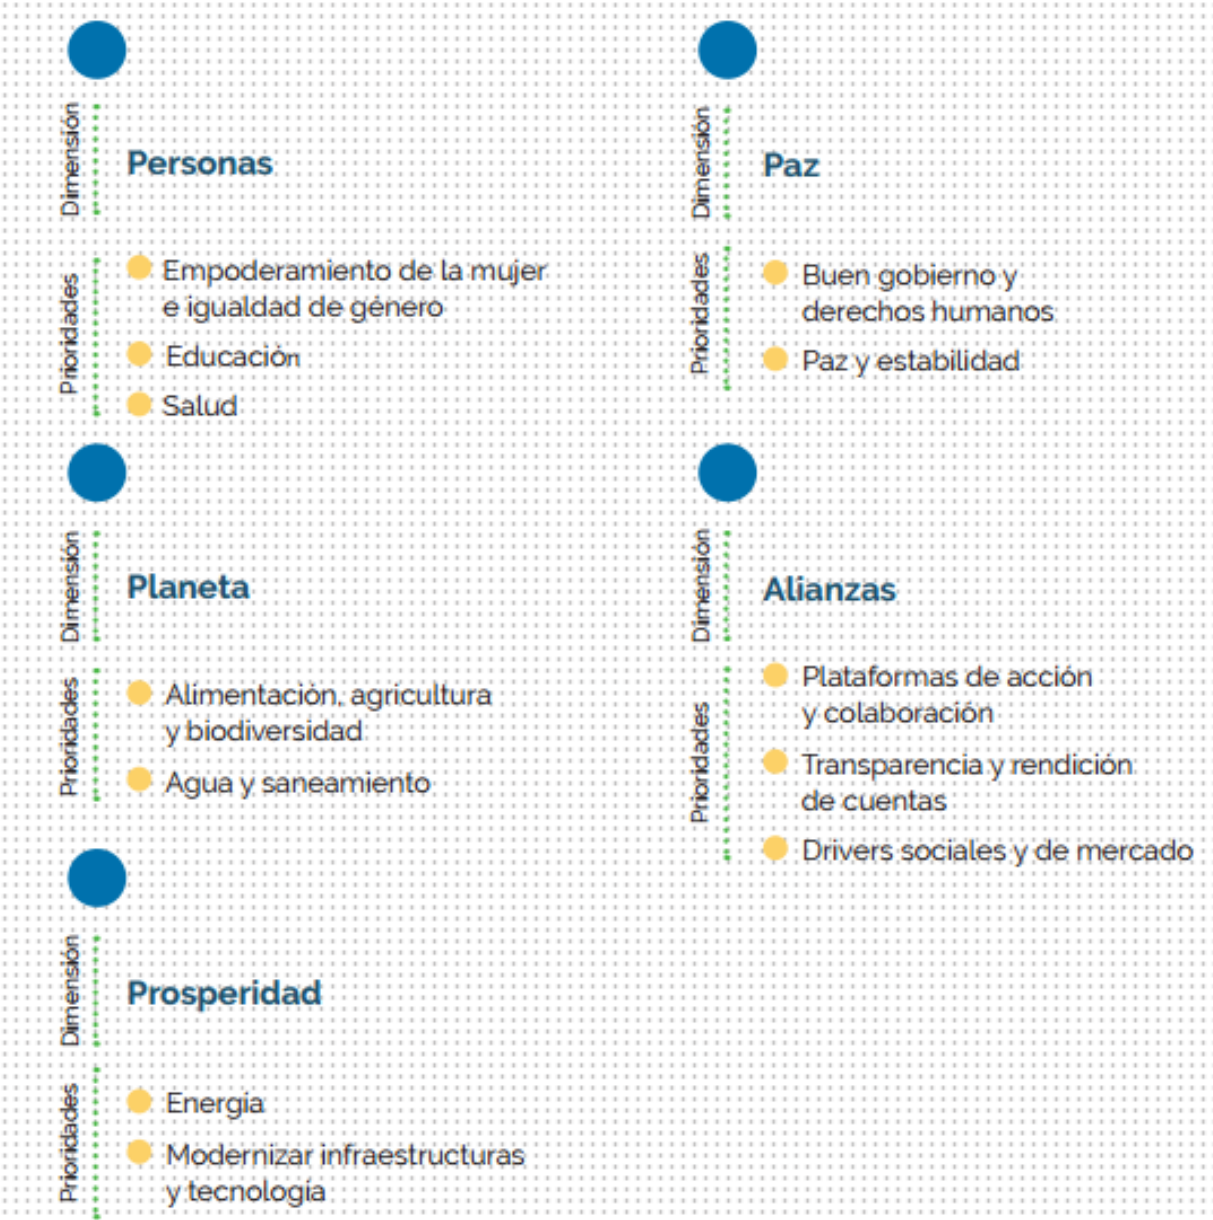 Dimensión
Personas
Prioridades
Empoderamiento de la mujer
e igualdad de género
Educación
Salud
Dimensión
Planeta
Prioridades
Alimentación, agricultura
y biodiversidad
Agua y saneamiento
Dimensión
Prosperidad
Prioridades
Energía
Modernizar infraestructuras
y tecnología
Dimensión
Paz
Prioridades
Buen gobierno y
derechos humanos
Paz y estabilidad
Dimensión
Alianzas
Prioridades
Plataformas de acción
y colaboración
Transparencia y rendición
de cuentas
Drivers sociales y de mercado